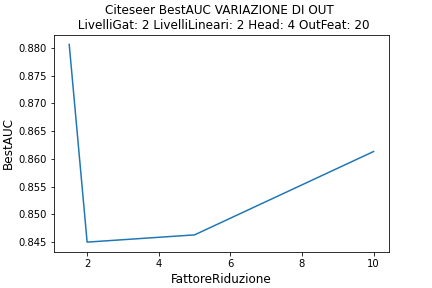 Citeseer BestAUC VARIAZIONE DI OUT
LivelliGat: 2 LivelliLineari: 2 Head: 4 OutFeat: 20
BestAUC
0.880
0.875
0.870
0.865
0.860
0.855
0.850
0.845
2 4 6 8 10
FattoreRiduzione